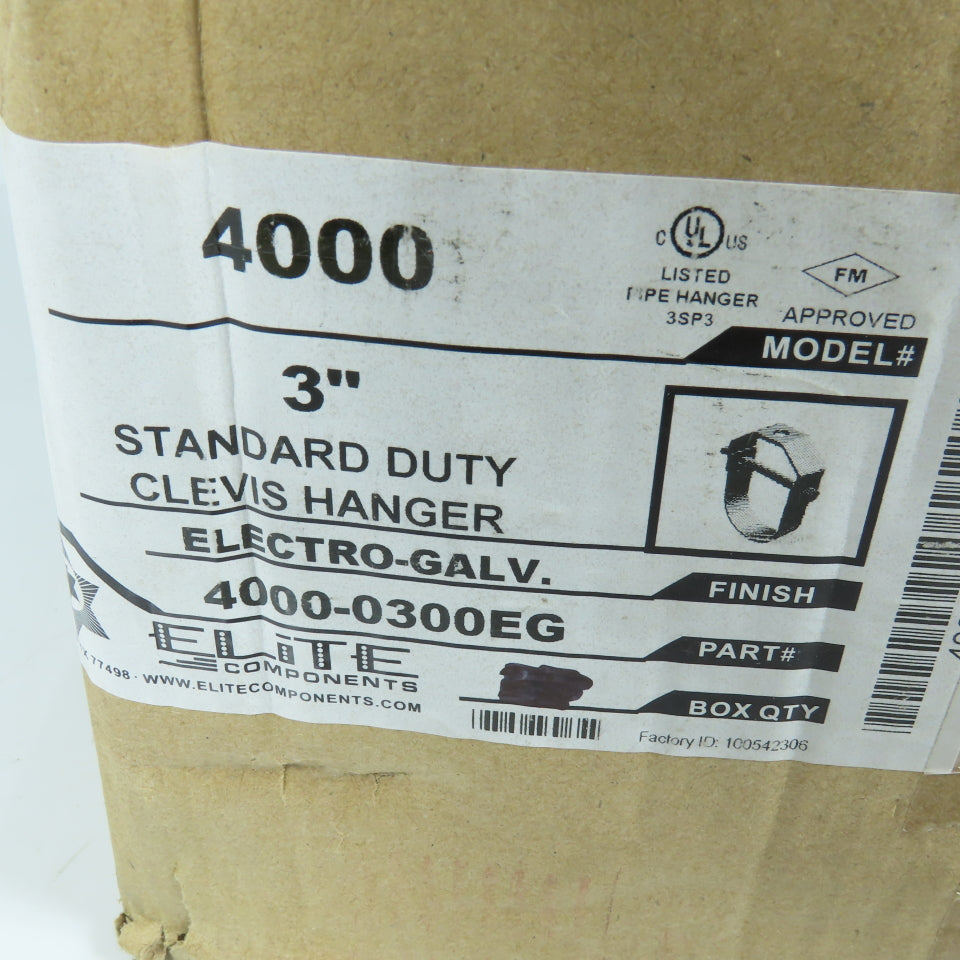 4000
C UL US
LISTED
PIPE HANGER
3SP3
FM
APPROVED
MODEL#
3"
STANDARD DUTY
CLEVIS HANGER
ELECTRO-GALV.
FINISH
4000-0300EG
PART#
ELiTE
COMPONENTS
77498 · WWW.ELITECOMPONENTS.COM
BOX QTY
Factory ID: 100542306